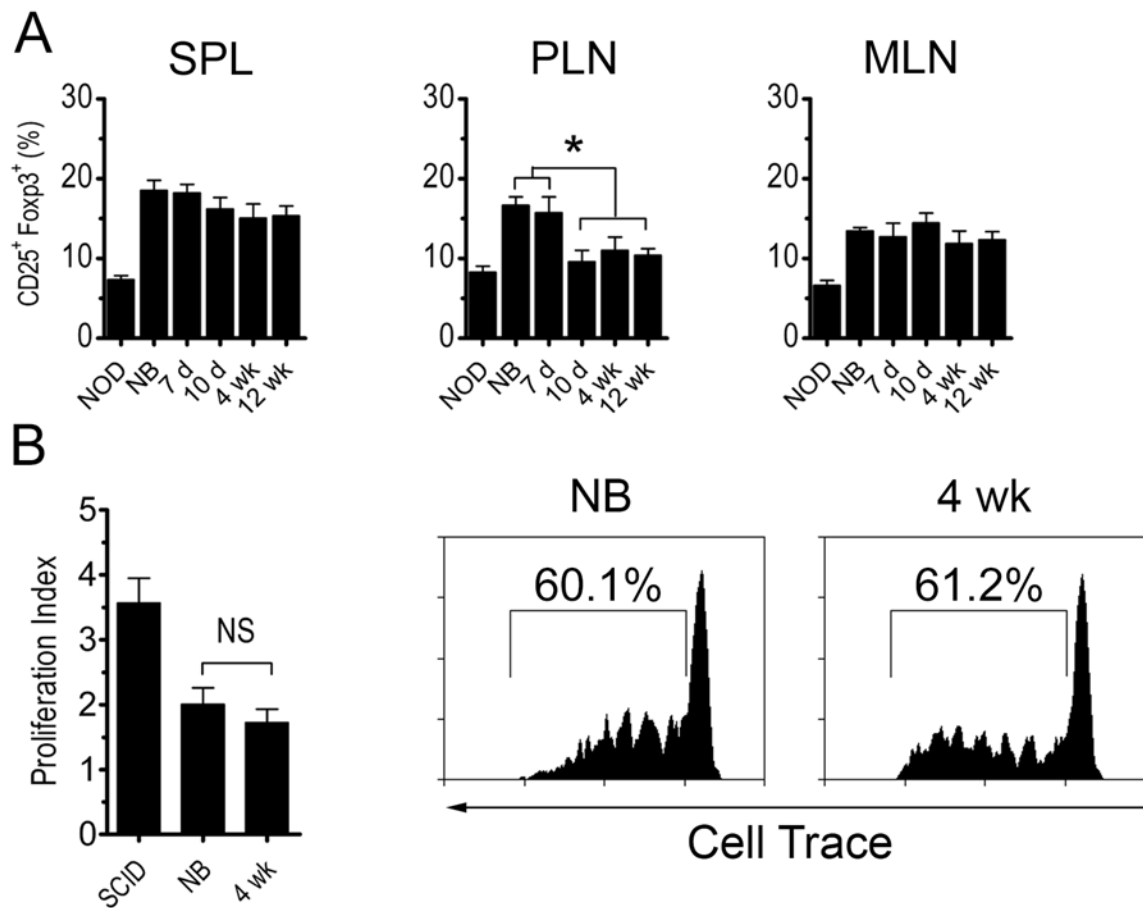 A
SPL
PLN
MLN
CD25⁺ Foxp3⁺ (%)
30
20
10
0
NOD
NB
7 d
10 d
4 wk
12 wk
30
20
10
0
*
NOD
NB
7 d
10 d
4 wk
12 wk
30
20
10
0
NOD
NB
7 d
10 d
4 wk
12 wk
B
Proliferation Index
5
4
3
2
1
0
NS
SCID
NB
4 wk
NB
60.1%
4 wk
61.2%
Cell Trace